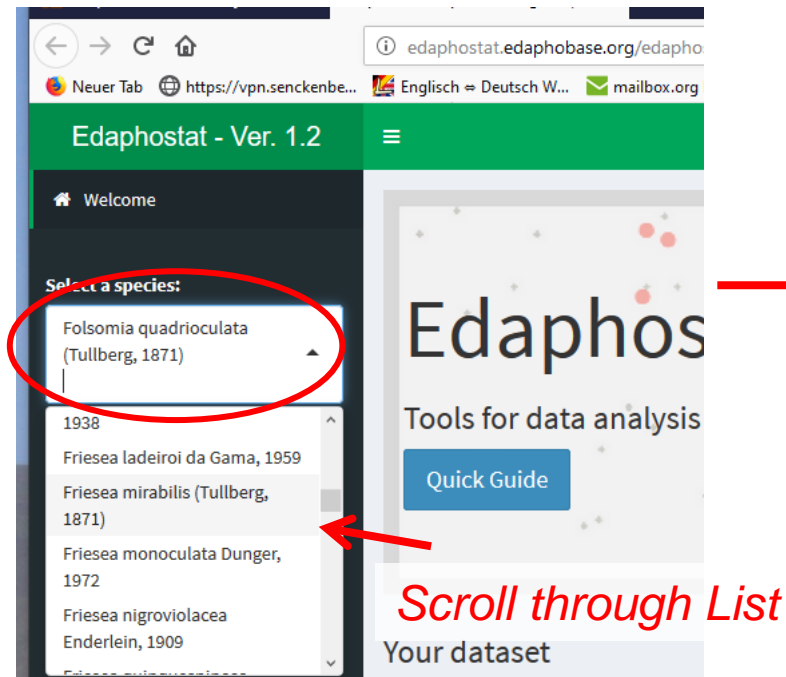 edaphostat.edaphobase.org/edapho
Neuer Tab https://vpn.senckenbe... Englisch ⇔ Deutsch W... mailbox.org
Edaphostat - Ver. 1.2
Welcome
Select a species:
Folsomia quadrioculata
(Tullberg, 1871)
1938
Friesea ladeiroi da Gama, 1959
Friesea mirabilis (Tullberg,
1871)
Friesea monoculata Dunger,
1972
Friesea nigroviolacea
Enderlein, 1909
Edaphos
Tools for data analysis
Quick Guide
Scroll through List
Your dataset